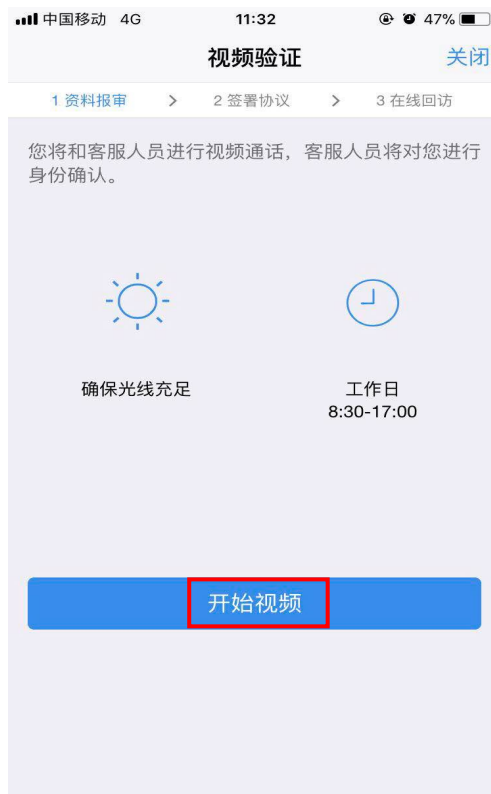 中国移动 4G 11:32 47%
视频验证 关闭
1 资料报审 > 2 签署协议 > 3 在线回访
您将和客服人员进行视频通话，客服人员将对您进行
身份确认。
确保光线充足 工作日
8:30-17:00
开始视频